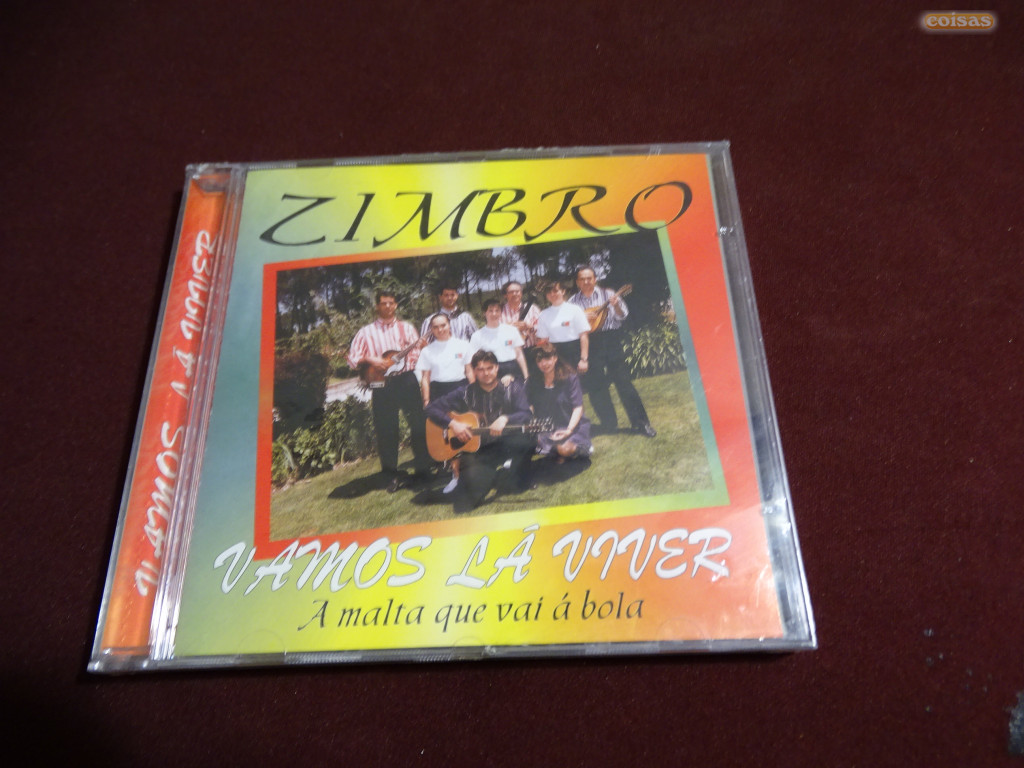 coisas
ZIMBRO
VAMOS LÁ VIVER
VAMOS LÁ VIVER
A malta que vai á bola